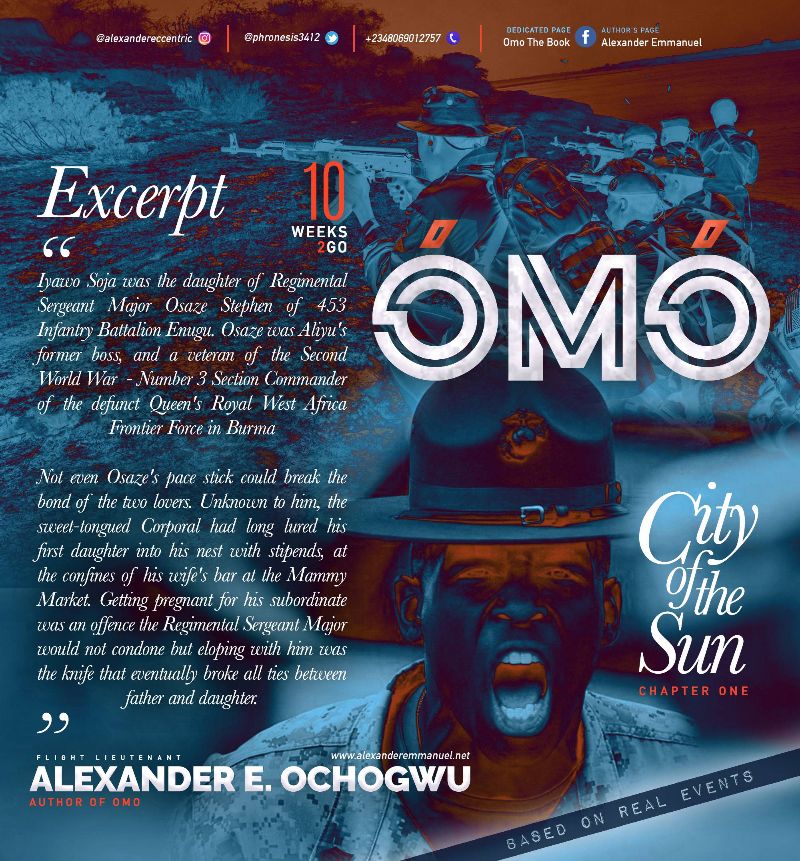 @alexandereccentric
@phronesis3412
+2348069012757
DEDICATED PAGE
Omo The Book
AUTHOR'S PAGE
Alexander Emmanuel
Excerpt
10
WEEKS
2GO
“
Iyawo Soja was the daughter of Regimental
Sergeant Major Osaze Stephen of 453
Infantry Battalion Enugu. Osaze was Aliyu's
former boss, and a veteran of the Second
World War - Number 3 Section Commander
of the defunct Queen's Royal West Africa
Frontier Force in Burma
Not even Osaze's pace stick could break the
bond of the two lovers. Unknown to him, the
sweet-tongued Corporal had long lured his
first daughter into his nest with stipends, at
the confines of his wife's bar at the Mammy
Market. Getting pregnant for his subordinate
was an offence the Regimental Sergeant Major
would not condone but eloping with him was
the knife that eventually broke all ties between
father and daughter.
”
ÓMÓ
City
of the
Sun
CHAPTER ONE
FLIGHT LIEUTENANT
www.alexanderemmanuel.net
ALEXANDER E. OCHOGWU
AUTHOR OF OMO
BASED ON REAL EVENTS